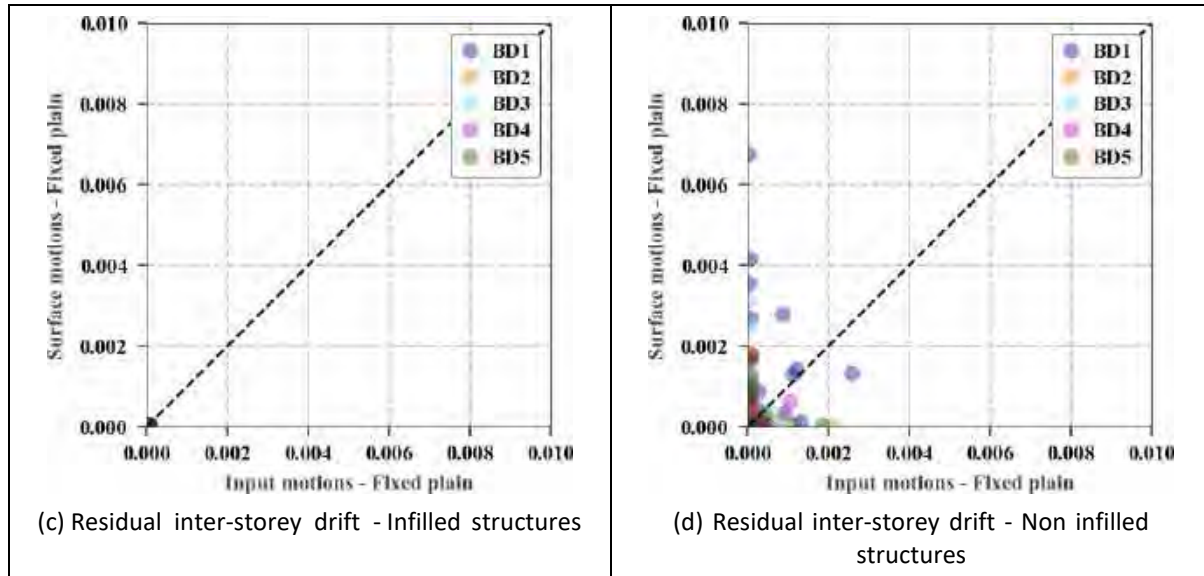 0.010
0.008
0.006
0.004
0.002
0.000
Surface motions - Fixed plain
BD1
BD2
BD3
BD4
BD5
0.000 0.002 0.004 0.006 0.008 0.010
Input motions - Fixed plain
(c) Residual inter-storey drift - Infilled structures
0.010
0.008
0.006
0.004
0.002
0.000
Surface motions - Fixed plain
BD1
BD2
BD3
BD4
BD5
0.000 0.002 0.004 0.006 0.008 0.010
Input motions - Fixed plain
(d) Residual inter-storey drift - Non infilled
structures